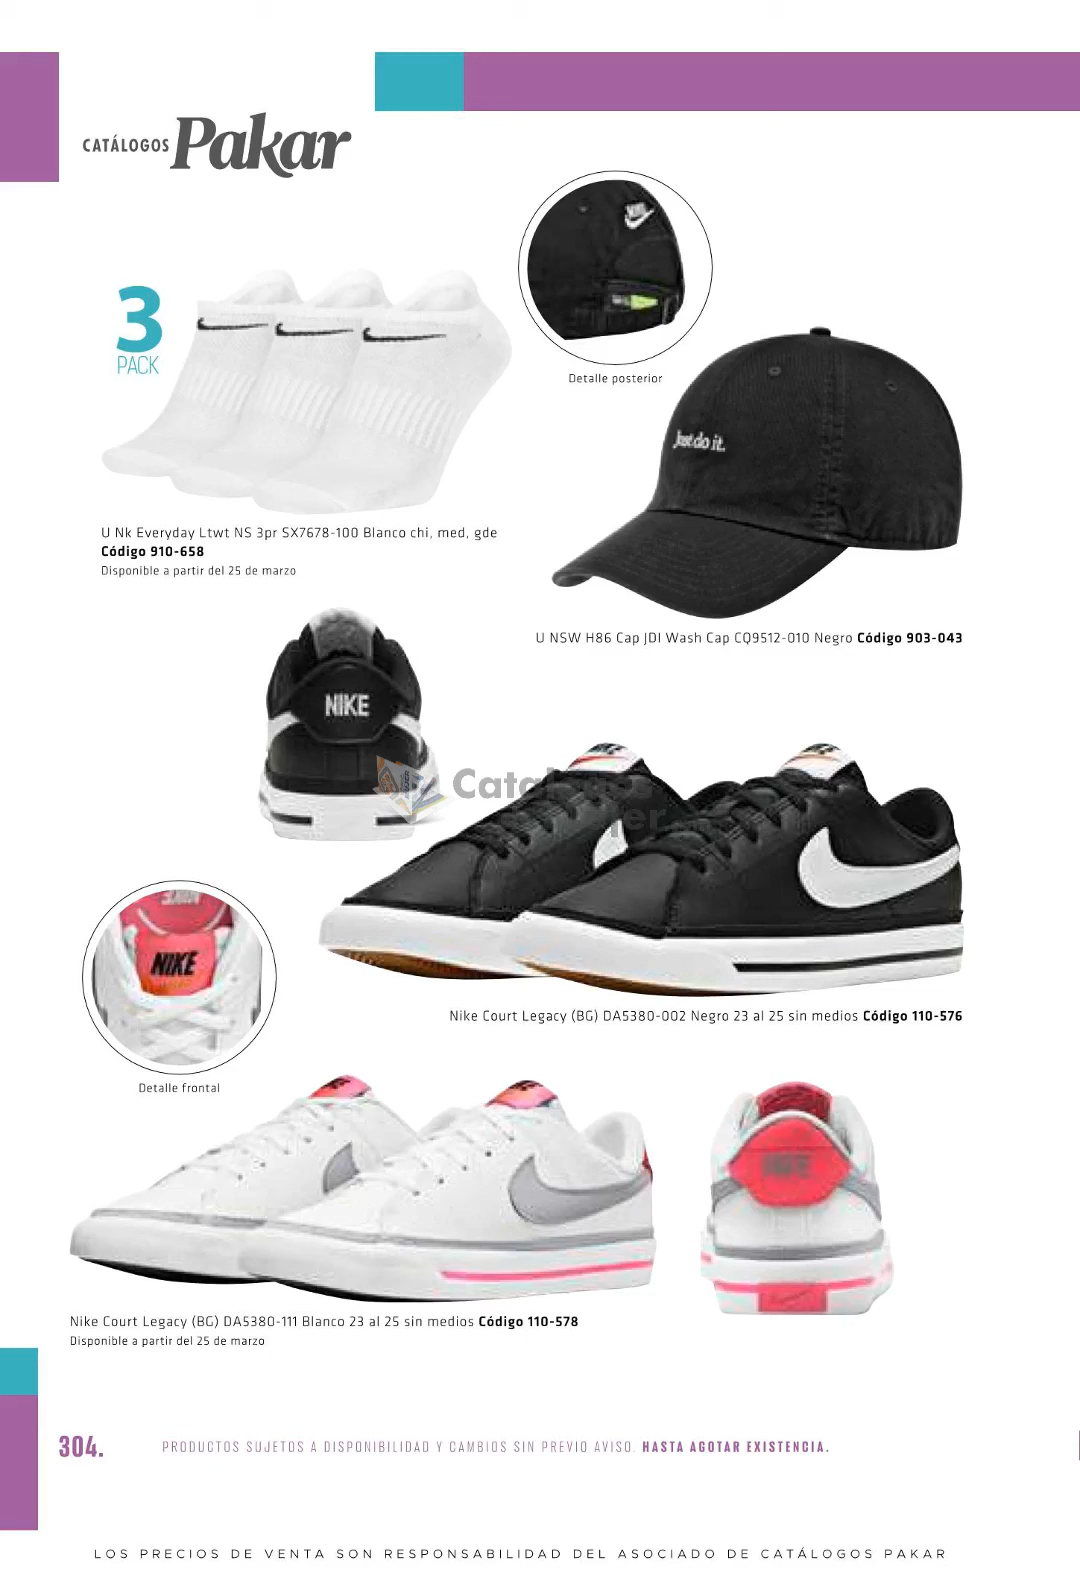 CATÁLOGOS Pakar
3
PACK
NIKE
Detalle posterior
Just do it.
U Nk Everyday Ltwt NS 3pr SX7678-100 Blanco chi, med, gde
Código 910-658
Disponible a partir del 25 de marzo
U NSW H86 Cap JDI Wash Cap CQ9512-010 Negro Código 903-043
NIKE
NIKE
Detalle frontal
Nike Court Legacy (BG) DA5380-002 Negro 23 al 25 sin medios Código 110-576
NIKE
Nike Court Legacy (BG) DA5380-111 Blanco 23 al 25 sin medios Código 110-578
Disponible a partir del 25 de marzo
304.
PRODUCTOS SUJETOS A DISPONIBILIDAD Y CAMBIOS SIN PREVIO AVISO. HASTA AGOTAR EXISTENCIA.
LOS PRECIOS DE VENTA SON RESPONSABILIDAD DEL ASOCIADO DE CATÁLOGOS PAKAR